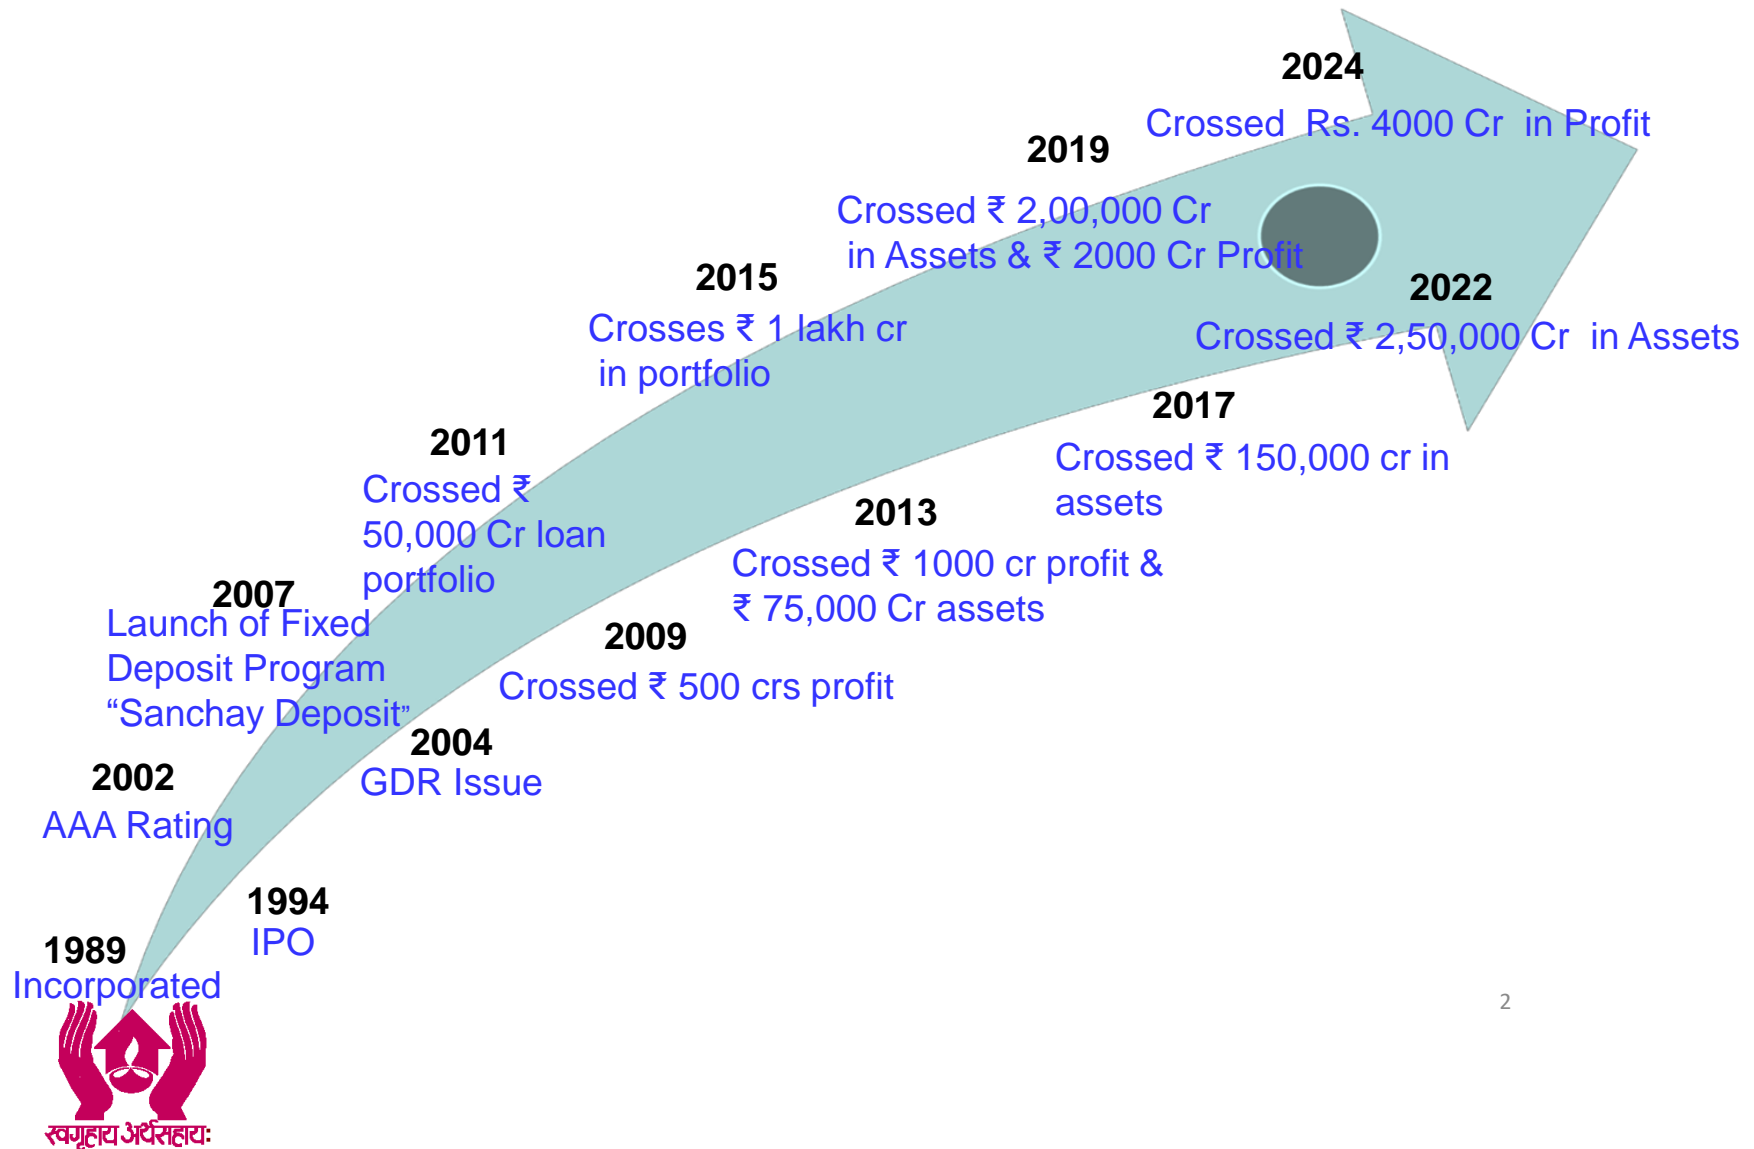 2024
Crossed Rs. 4000 Cr in Profit
2019
Crossed ₹ 2,00,000 Cr
in Assets & ₹ 2000 Cr Profit
2022
Crossed ₹ 2,50,000 Cr in Assets
2015
Crosses ₹ 1 lakh cr
in portfolio
2017
Crossed ₹ 150,000 cr in
assets
2011
Crossed ₹
50,000 Cr loan
portfolio
2013
Crossed ₹ 1000 cr profit &
₹ 75,000 Cr assets
2007
Launch of Fixed
Deposit Program
“Sanchay Deposit”
2009
Crossed ₹ 500 crs profit
2004
GDR Issue
2002
AAA Rating
1994
IPO
1989
Incorporated
स्वगृहाय अर्थसहायः
2